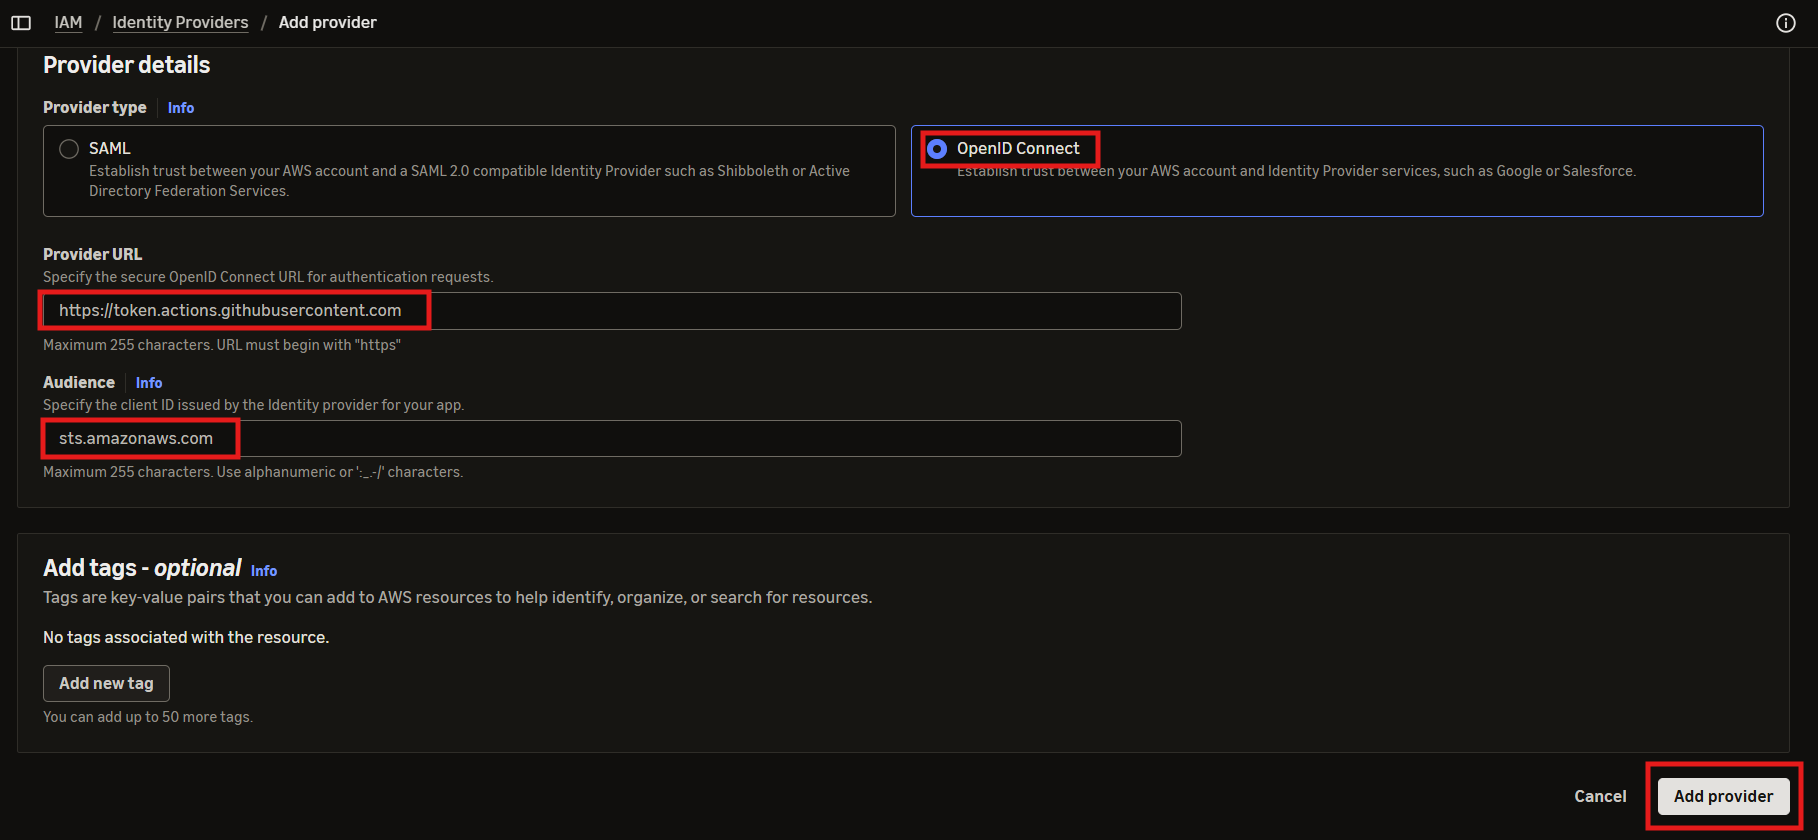 IAM / Identity Providers / Add provider
Provider details
Provider type Info
SAML
Establish trust between your AWS account and a SAML 2.0 compatible Identity Provider such as Shibboleth or Active
Directory Federation Services.
OpenID Connect
Establish trust between your AWS account and Identity Provider services, such as Google or Salesforce.
Provider URL
Specify the secure OpenID Connect URL for authentication requests.
https://token.actions.githubusercontent.com
Maximum 255 characters. URL must begin with "https"
Audience Info
Specify the client ID issued by the Identity provider for your app.
sts.amazonaws.com
Maximum 255 characters. Use alphanumeric or ':_.-/' characters.
Add tags - optional Info
Tags are key-value pairs that you can add to AWS resources to help identify, organize, or search for resources.
No tags associated with the resource.
Add new tag
You can add up to 50 more tags.
Cancel Add provider